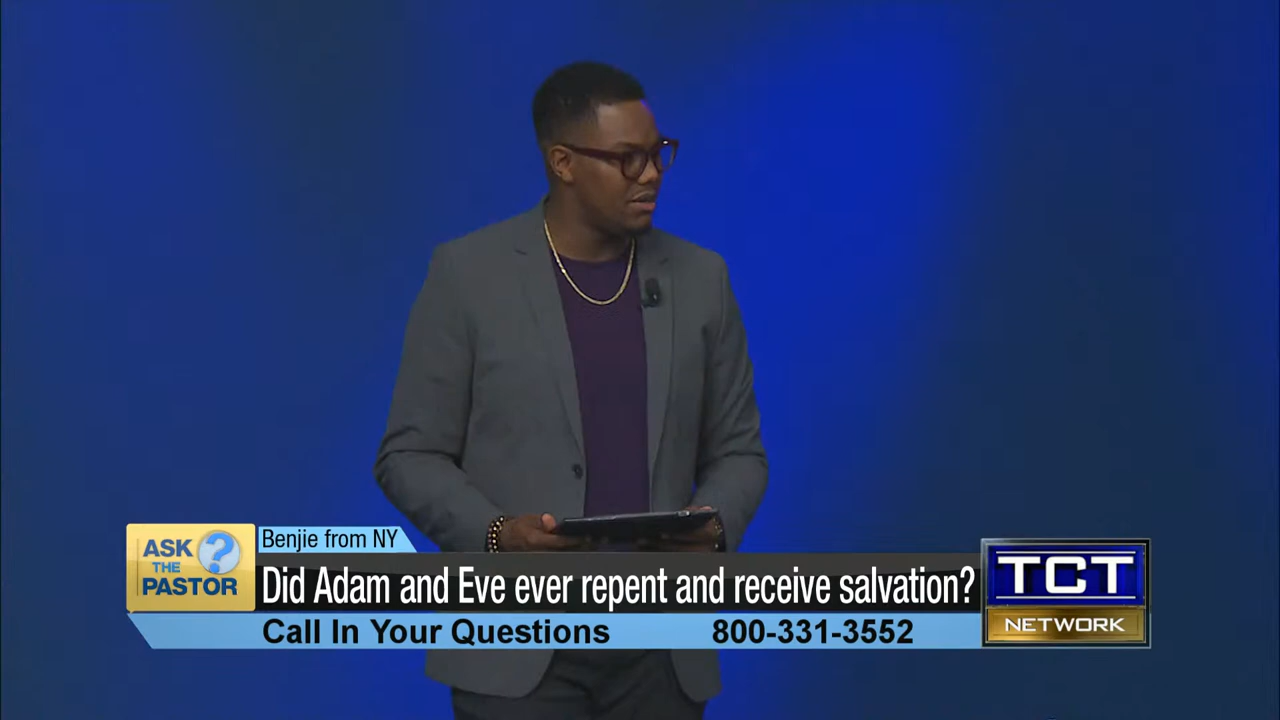 ASK
THE
PASTOR
?
Benjie from NY
Did Adam and Eve ever repent and receive salvation?
Call In Your Questions 800-331-3552
TCT
NETWORK